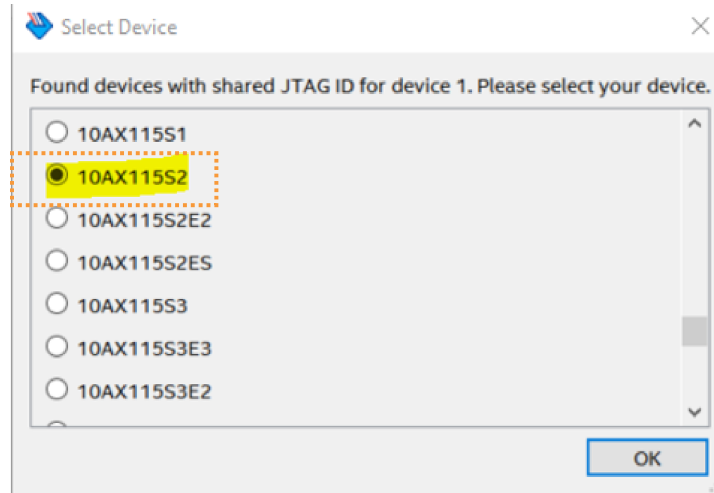 Select Device
Found devices with shared JTAG ID for device 1. Please select your device.
10AX115S1
10AX115S2
10AX115S2E2
10AX115S2ES
10AX115S3
10AX115S3E3
10AX115S3E2
OK